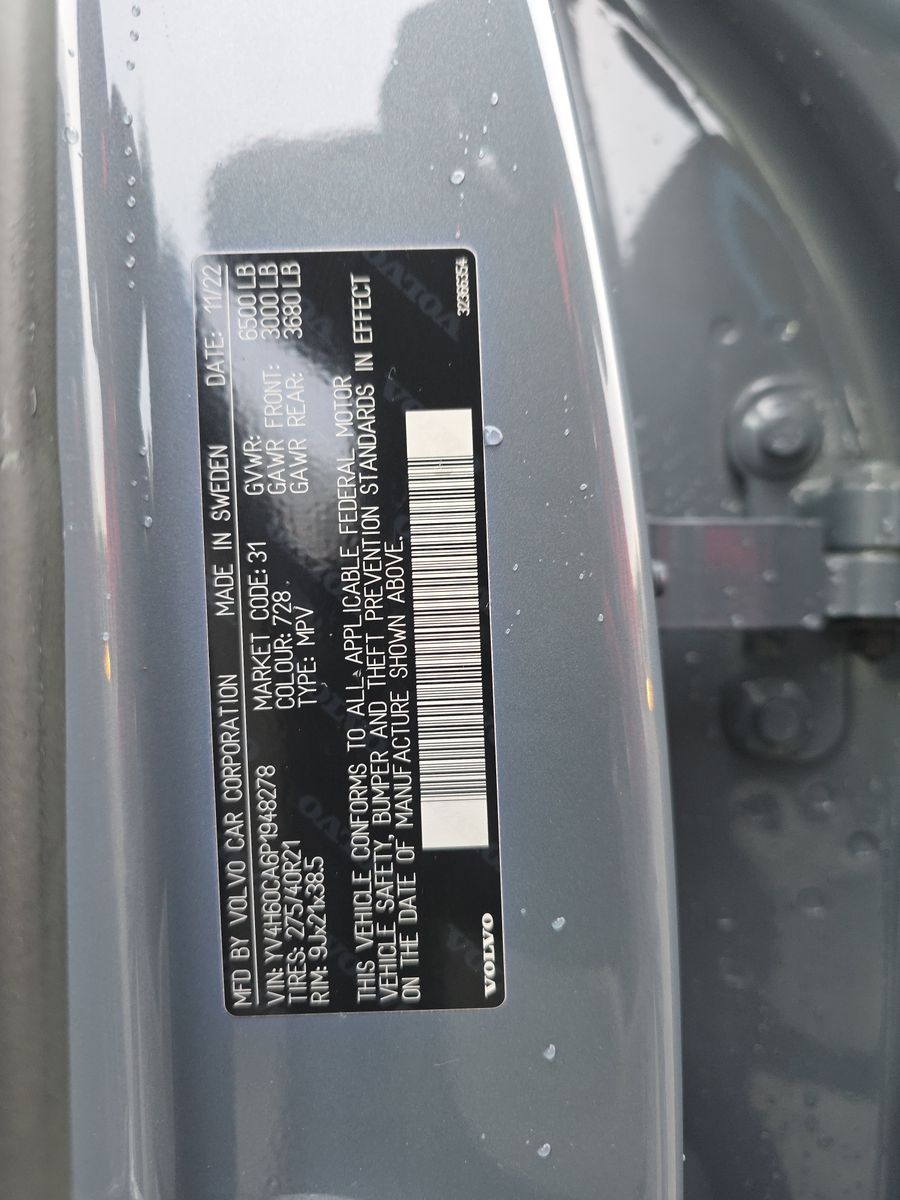 MFD BY VOLVO CAR CORPORATION MADE IN SWEDEN DATE: 11/22
VIN: YV4H60CA6P1948278 MARKET CODE: 31 GVWR: 6500 LB
TIRES: 275/40R21 COLOUR: 728 GAWR FRONT: 3000 LB
RIM: 9Jx21x38.5 TYPE: MPV GAWR REAR: 3680 LB
THIS VEHICLE CONFORMS TO ALL APPLICABLE FEDERAL MOTOR
VEHICLE SAFETY, BUMPER AND THEFT PREVENTION STANDARDS IN EFFECT
ON THE DATE OF MANUFACTURE SHOWN ABOVE.
VOLVO 32366354